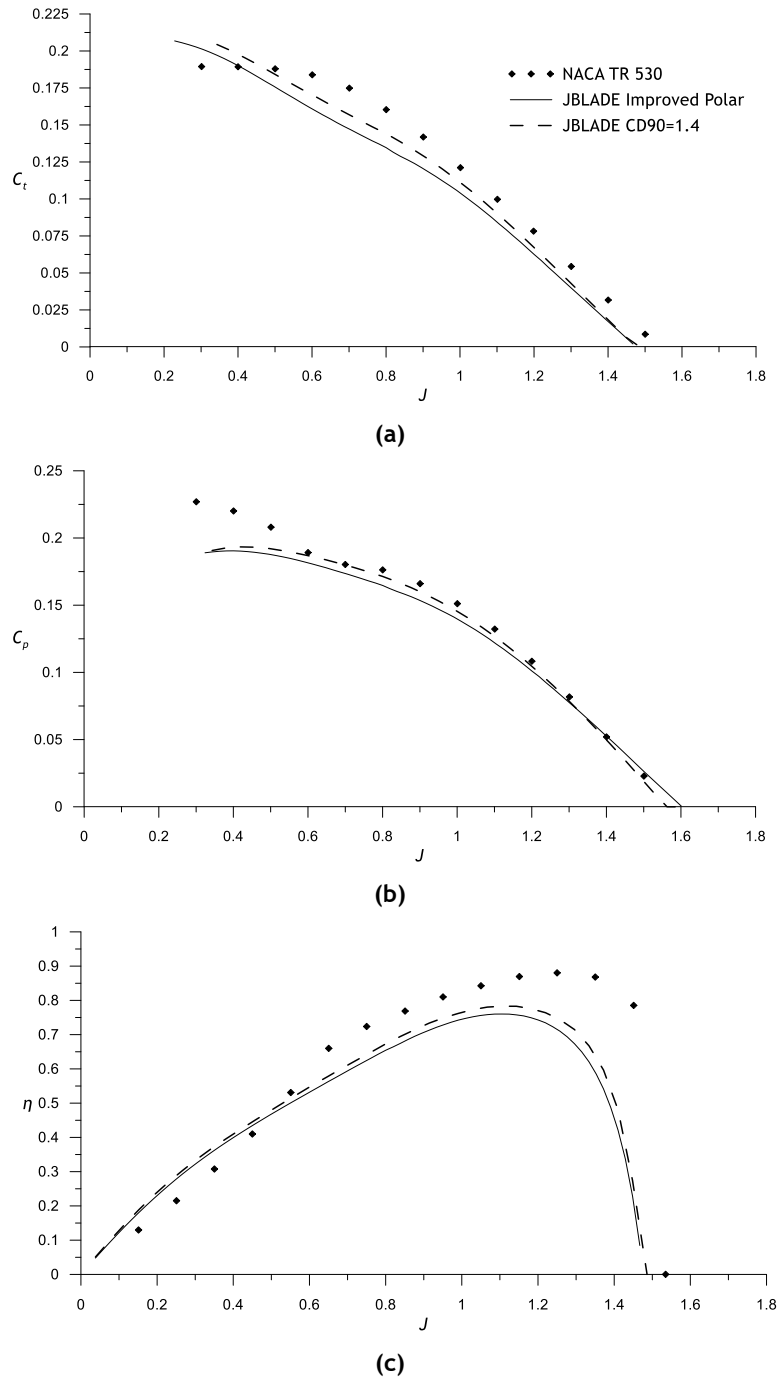 0.225
0.2
NACA TR 530
0.175
JBLADE Improved Polar
0.15
JBLADE CD90=1.4
0.125
Ct
0.1
0.075
0.05
0.025
0
0 0.2 0.4 0.6 0.8 1 1.2 1.4 1.6 1.8
J
(a)
0.25
0.2
0.15
Cp
0.1
0.05
0
0 0.2 0.4 0.6 0.8 1 1.2 1.4 1.6 1.8
J
(b)
1
0.9
0.8
0.7
0.6
0.5
η
0.4
0.3
0.2
0.1
0
0 0.2 0.4 0.6 0.8 1 1.2 1.4 1.6 1.8
J
(c)